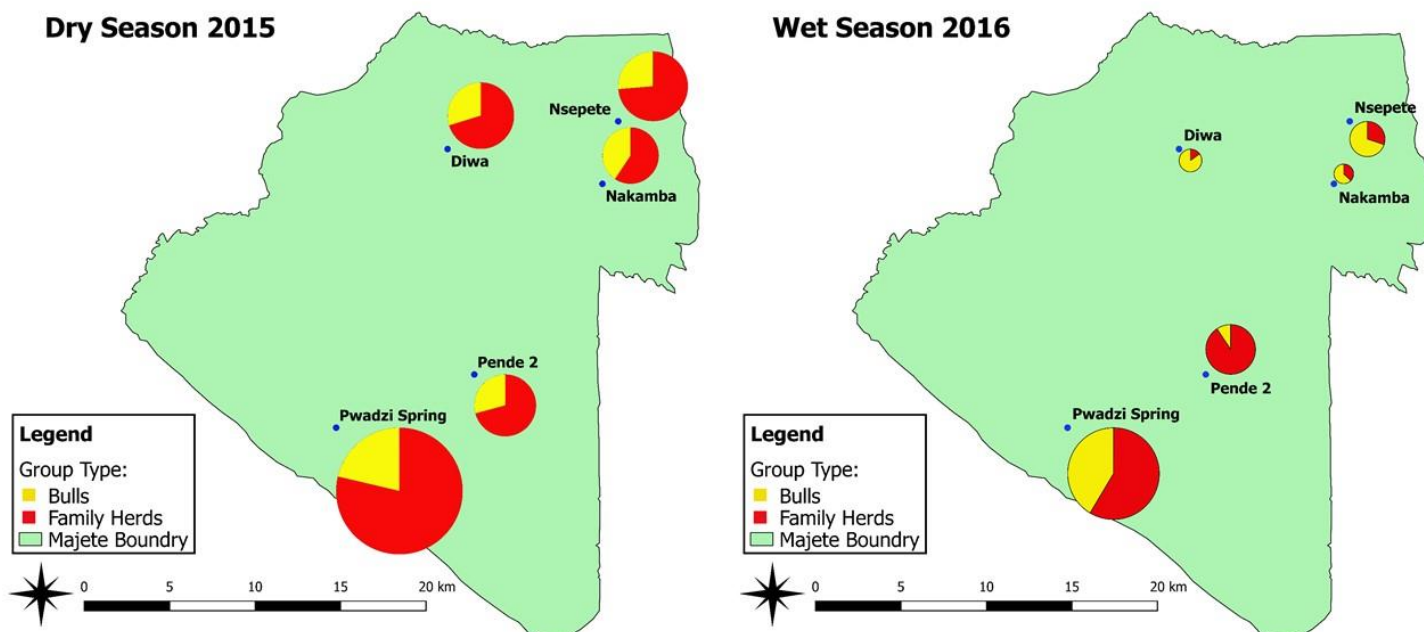 Dry Season 2015
Nsepete
Diwa
Nakamba
Pende 2
Pwadzi Spring
Legend
Group Type:
Bulls
Family Herds
Majete Boundry
0 5 10 15 20 km
Wet Season 2016
Nsepete
Diwa
Nakamba
Pende 2
Pwadzi Spring
Legend
Group Type:
Bulls
Family Herds
Majete Boundry
0 5 10 15 20 km